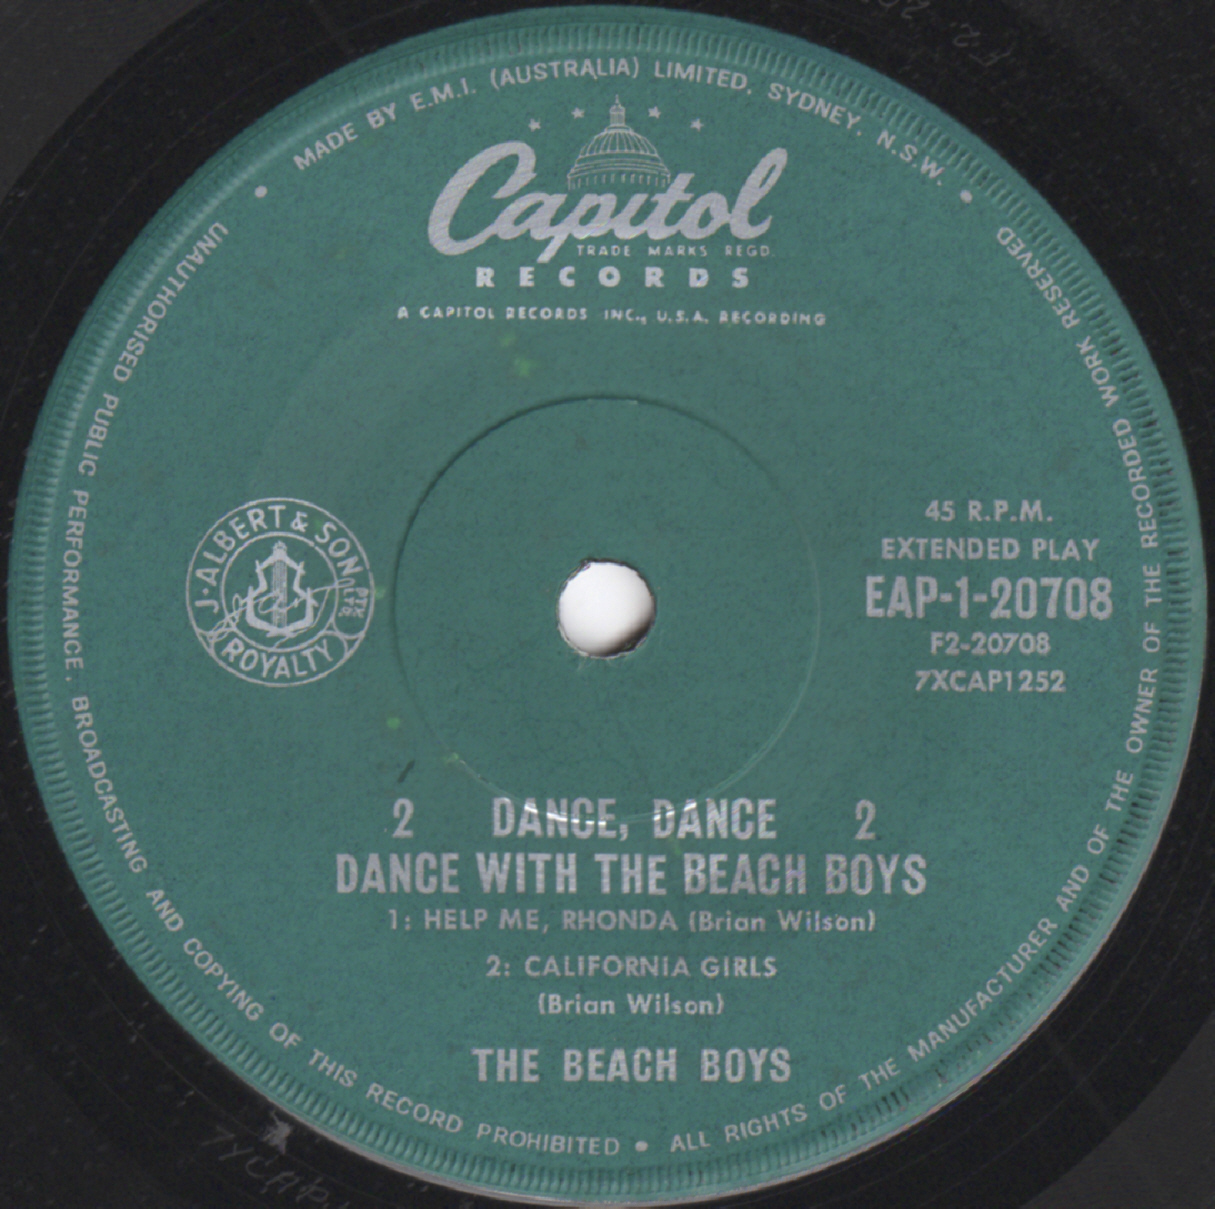 MADE BY E.M.I. (AUSTRALIA) LIMITED. SYDNEY. N.S.W.
Capitol
TRADE MARKS REGD.
RECORDS
A CAPITOL RECORDS INC., U.S.A. RECORDING
J. ALBERT & SON PTY. LTD.
ROYALTY
45 R.P.M.
EXTENDED PLAY
EAP-1-20708
F2-20708
7XCAP1252
2 DANCE, DANCE 2
DANCE WITH THE BEACH BOYS
1: HELP ME, RHONDA (Brian Wilson)
2: CALIFORNIA GIRLS
(Brian Wilson)
THE BEACH BOYS
UNAUTHORISED PUBLIC PERFORMANCE. BROADCASTING AND COPYING OF THIS RECORD PROHIBITED • ALL RIGHTS OF THE MANUFACTURER AND OF THE OWNER OF THE RECORDED WORK RESERVED